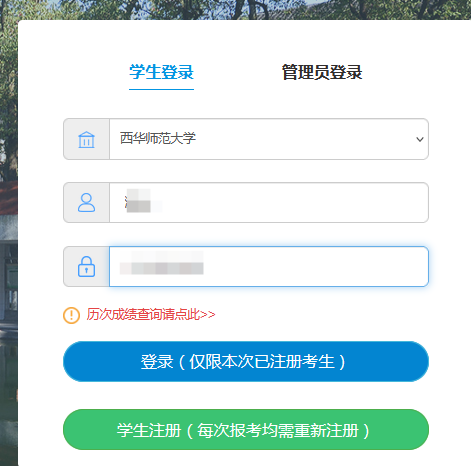 学生登录 管理员登录
西华师范大学
历次成绩查询请点此>>
登录（仅限本次已注册考生）
学生注册（每次报考均需重新注册）